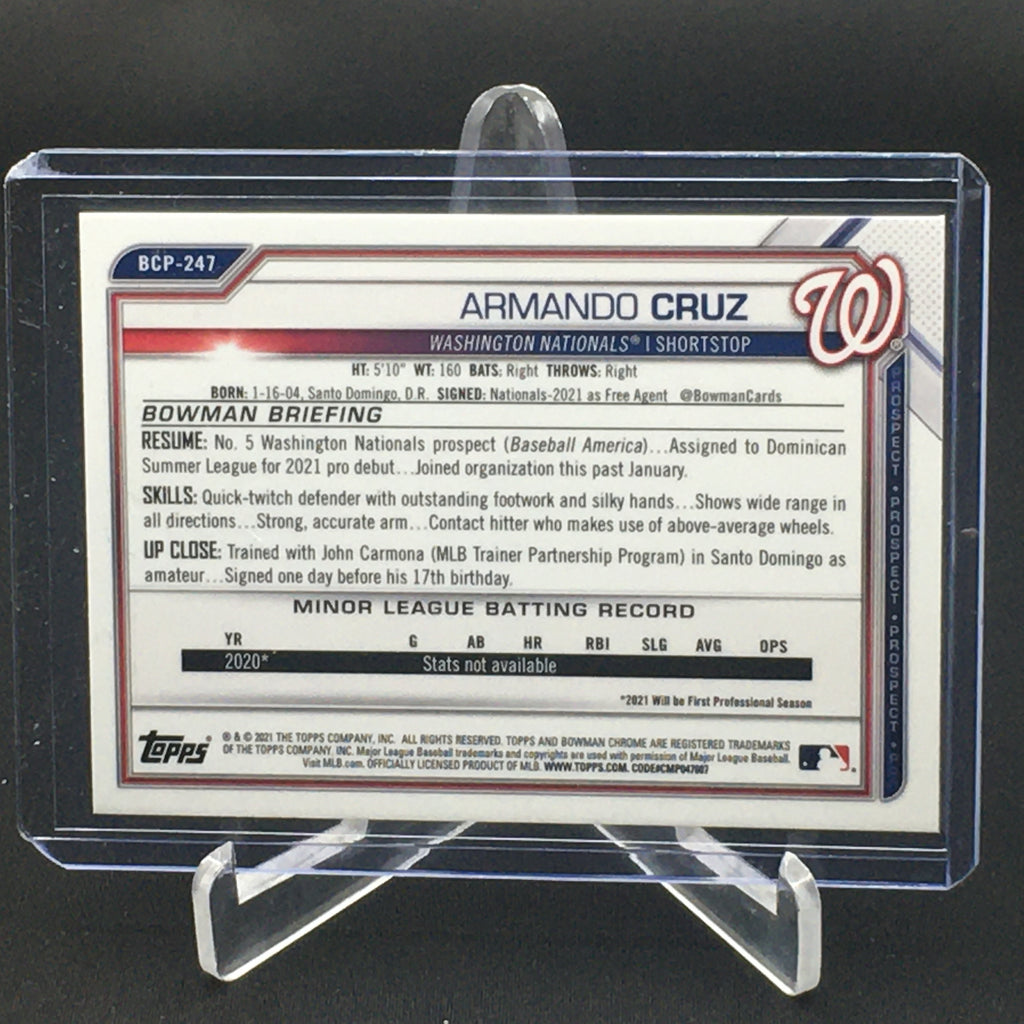 BCP-247
ARMANDO CRUZ
W®
WASHINGTON NATIONALS® | SHORTSTOP
HT: 5'10" WT: 160 BATS: Right THROWS: Right
BORN: 1-16-04, Santo Domingo, D.R. SIGNED: Nationals-2021 as Free Agent @BowmanCards
BOWMAN BRIEFING
RESUME: No. 5 Washington Nationals prospect (Baseball America)...Assigned to Dominican
Summer League for 2021 pro debut...Joined organization this past January.
SKILLS: Quick-twitch defender with outstanding footwork and silky hands...Shows wide range in
all directions...Strong, accurate arm...Contact hitter who makes use of above-average wheels.
UP CLOSE: Trained with John Carmona (MLB Trainer Partnership Program) in Santo Domingo as
amateur...Signed one day before his 17th birthday.
MINOR LEAGUE BATTING RECORD
YR G AB HR RBI SLG AVG OPS
2020* Stats not available
*2021 Will be First Professional Season
Topps®
® & © 2021 THE TOPPS COMPANY, INC. ALL RIGHTS RESERVED. TOPPS AND BOWMAN CHROME ARE REGISTERED TRADEMARKS
OF THE TOPPS COMPANY, INC. Major League Baseball trademarks and copyrights are used with permission of Major League Baseball.
Visit MLB.com. OFFICIALLY LICENSED PRODUCT OF MLB. WWW.TOPPS.COM. CODE#CMP047007
PROSPECT • PROSPECT • PROSPECT •